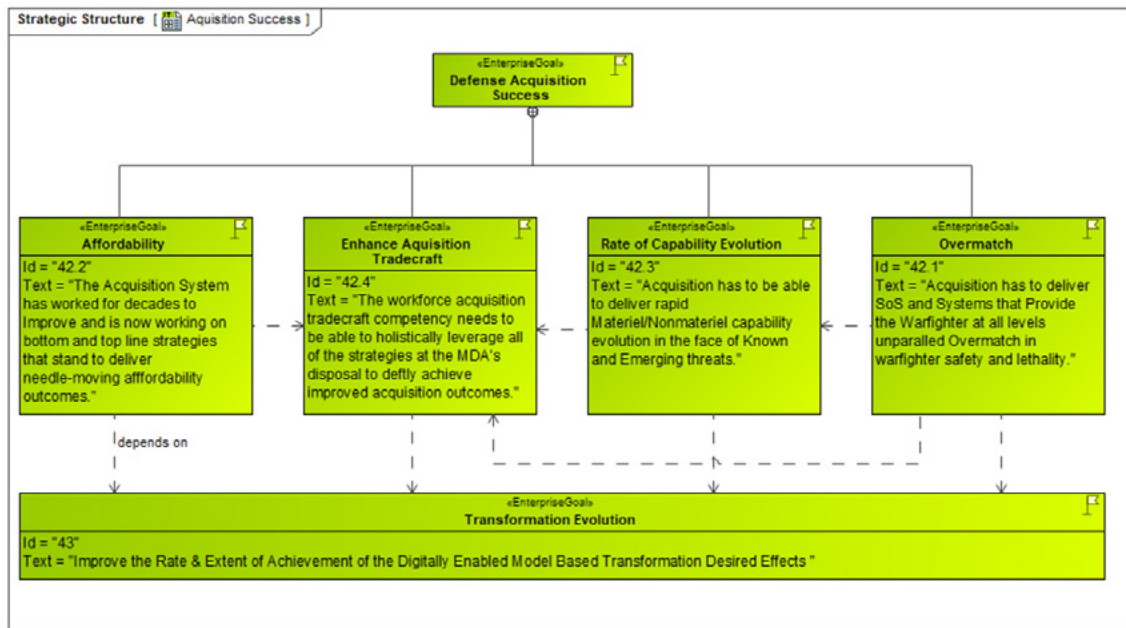 Strategic Structure [ Aquisition Success ]
«EnterpriseGoal»
Defense Acquisition
Success
«EnterpriseGoal»
Affordability
Id = "42.2"
Text = "The Acquisition System
has worked for decades to
Improve and is now working on
bottom and top line strategies
that stand to deliver
needle-moving afffordability
outcomes."
«EnterpriseGoal»
Enhance Aquisition
Tradecraft
Id = "42.4"
Text = "The workforce acquisition
tradecraft competency needs to
be able to holistically leverage all
of the strategies at the MDA's
disposal to deftly achieve
improved acquisition outcomes."
«EnterpriseGoal»
Rate of Capability Evolution
Id = "42.3"
Text = "Acquisition has to be able
to deliver rapid
Materiel/Nonmateriel capability
evolution in the face of Known
and Emerging threats."
«EnterpriseGoal»
Overmatch
Id = "42.1"
Text = "Acquisition has to deliver
SoS and Systems that Provide
the Warfighter at all levels
unparalled Overmatch in
warfighter safety and lethality."
depends on
«EnterpriseGoal»
Transformation Evolution
Id = "43"
Text = "Improve the Rate & Extent of Achievement of the Digitally Enabled Model Based Transformation Desired Effects "